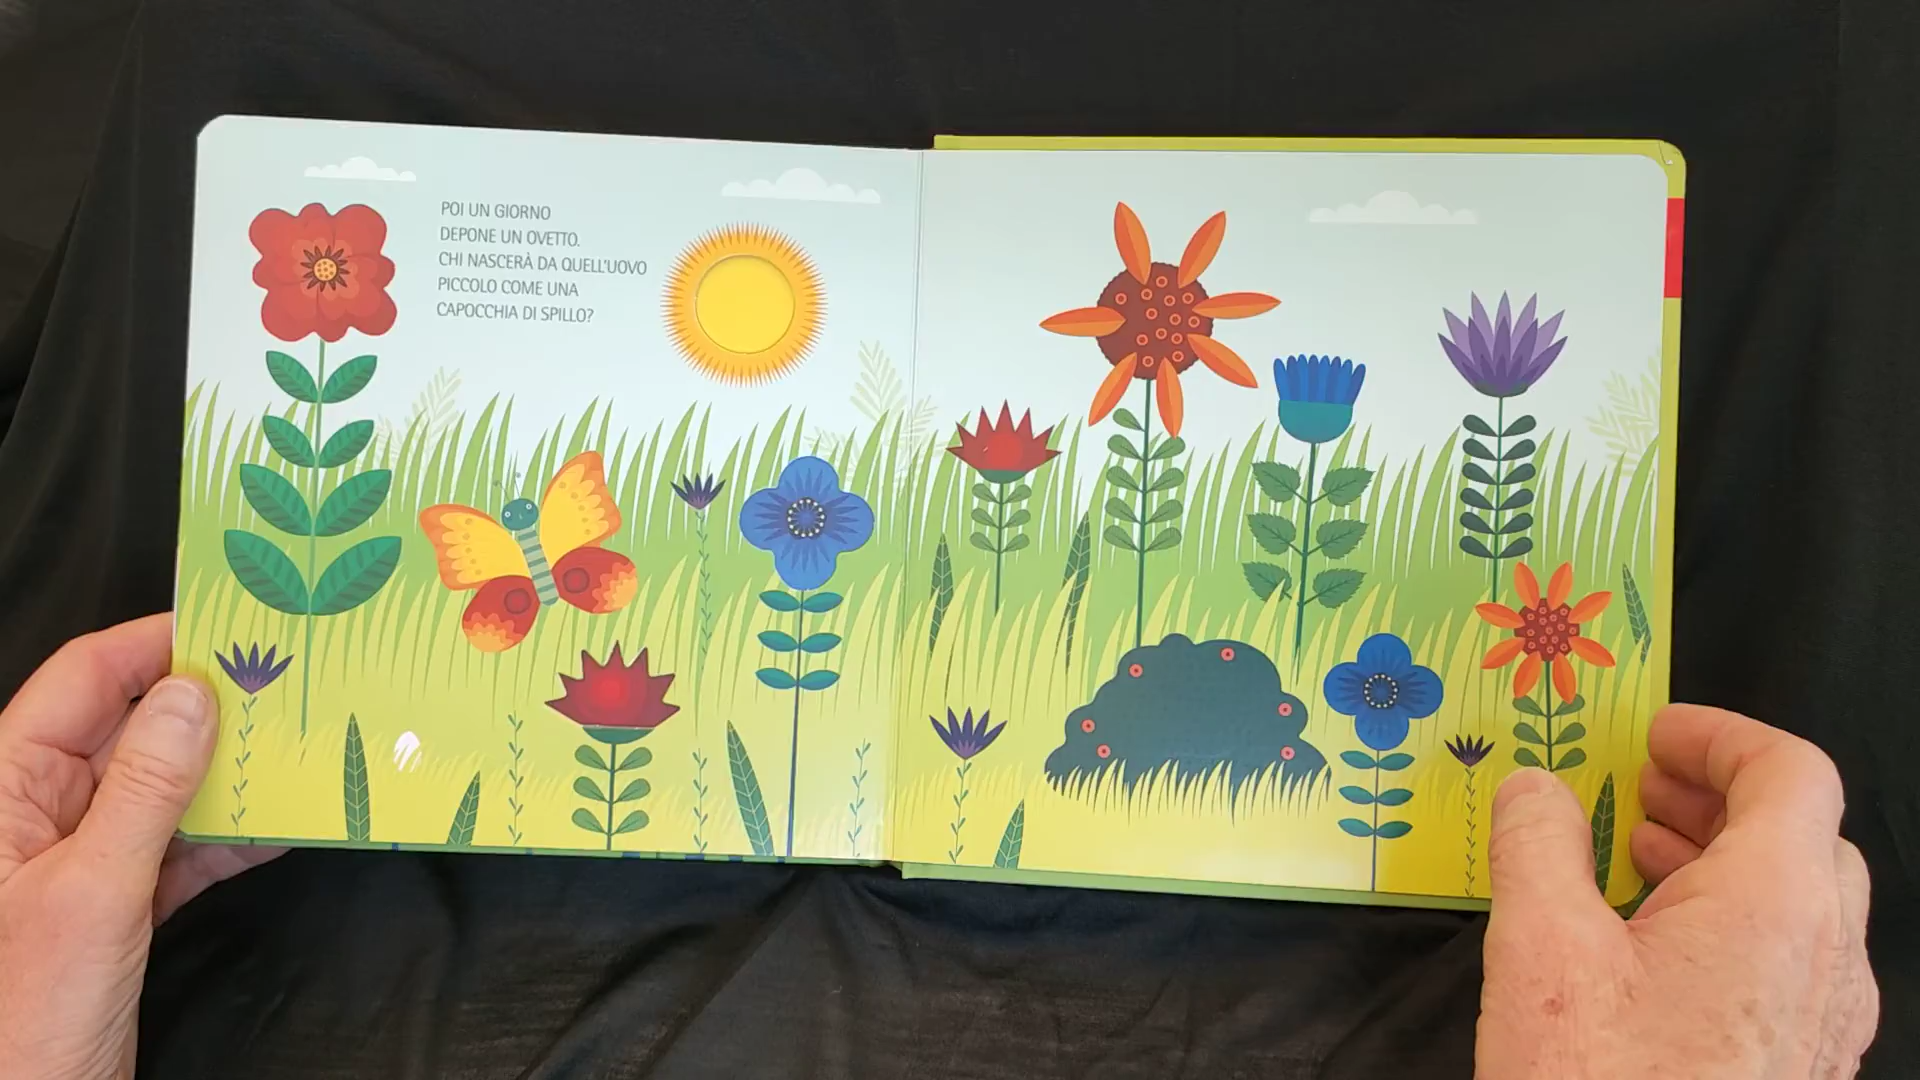 POI UN GIORNO
DEPONE UN OVETTO.
CHI NASCERÀ DA QUELL'UOVO
PICCOLO COME UNA
CAPOCCHIA DI SPILLO?